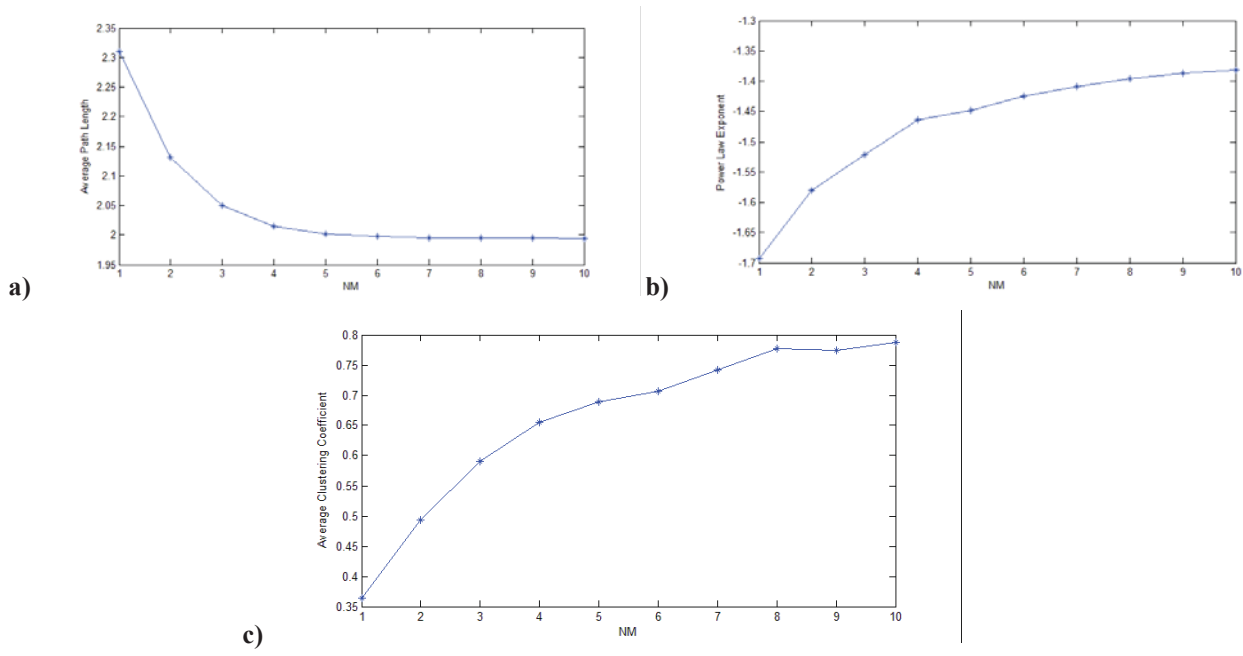 2.35
2.3
2.25
2.2
2.15
2.1
2.05
2
1.95
Average Path Length
1 2 3 4 5 6 7 8 9 10
NM
a)
-1.3
-1.35
-1.4
-1.45
-1.5
-1.55
-1.6
-1.65
-1.7
Power Law Exponent
1 2 3 4 5 6 7 8 9 10
NM
b)
0.8
0.75
0.7
0.65
0.6
0.55
0.5
0.45
0.4
0.35
Average Clustering Coefficient
1 2 3 4 5 6 7 8 9 10
NM
c)